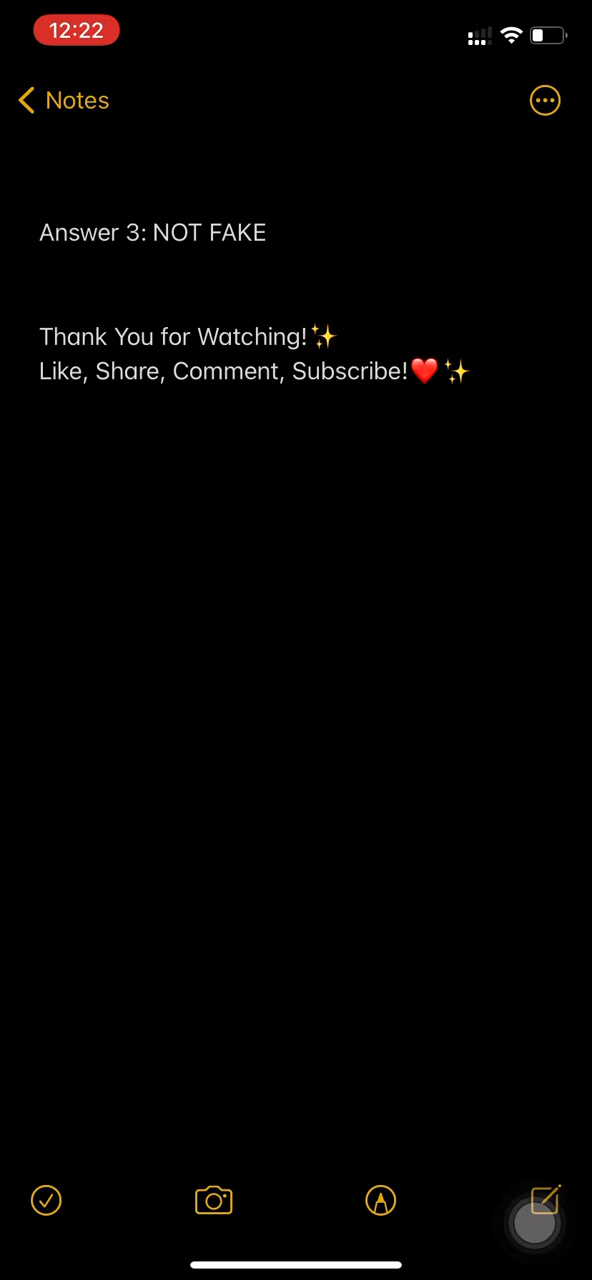 12:22
Notes
Answer 3: NOT FAKE
Thank You for Watching!✨
Like, Share, Comment, Subscribe!❤️✨